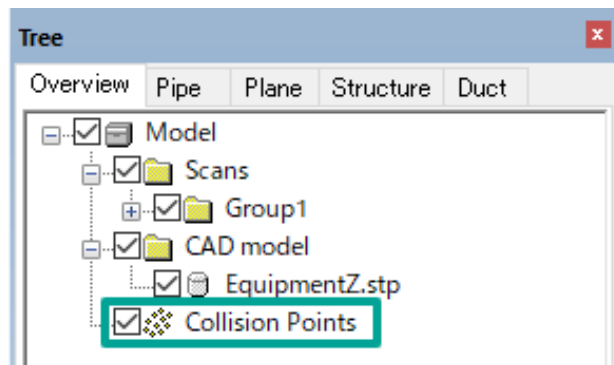 Tree
Overview Pipe Plane Structure Duct
Model
Scans
Group1
CAD model
EquipmentZ.stp
Collision Points